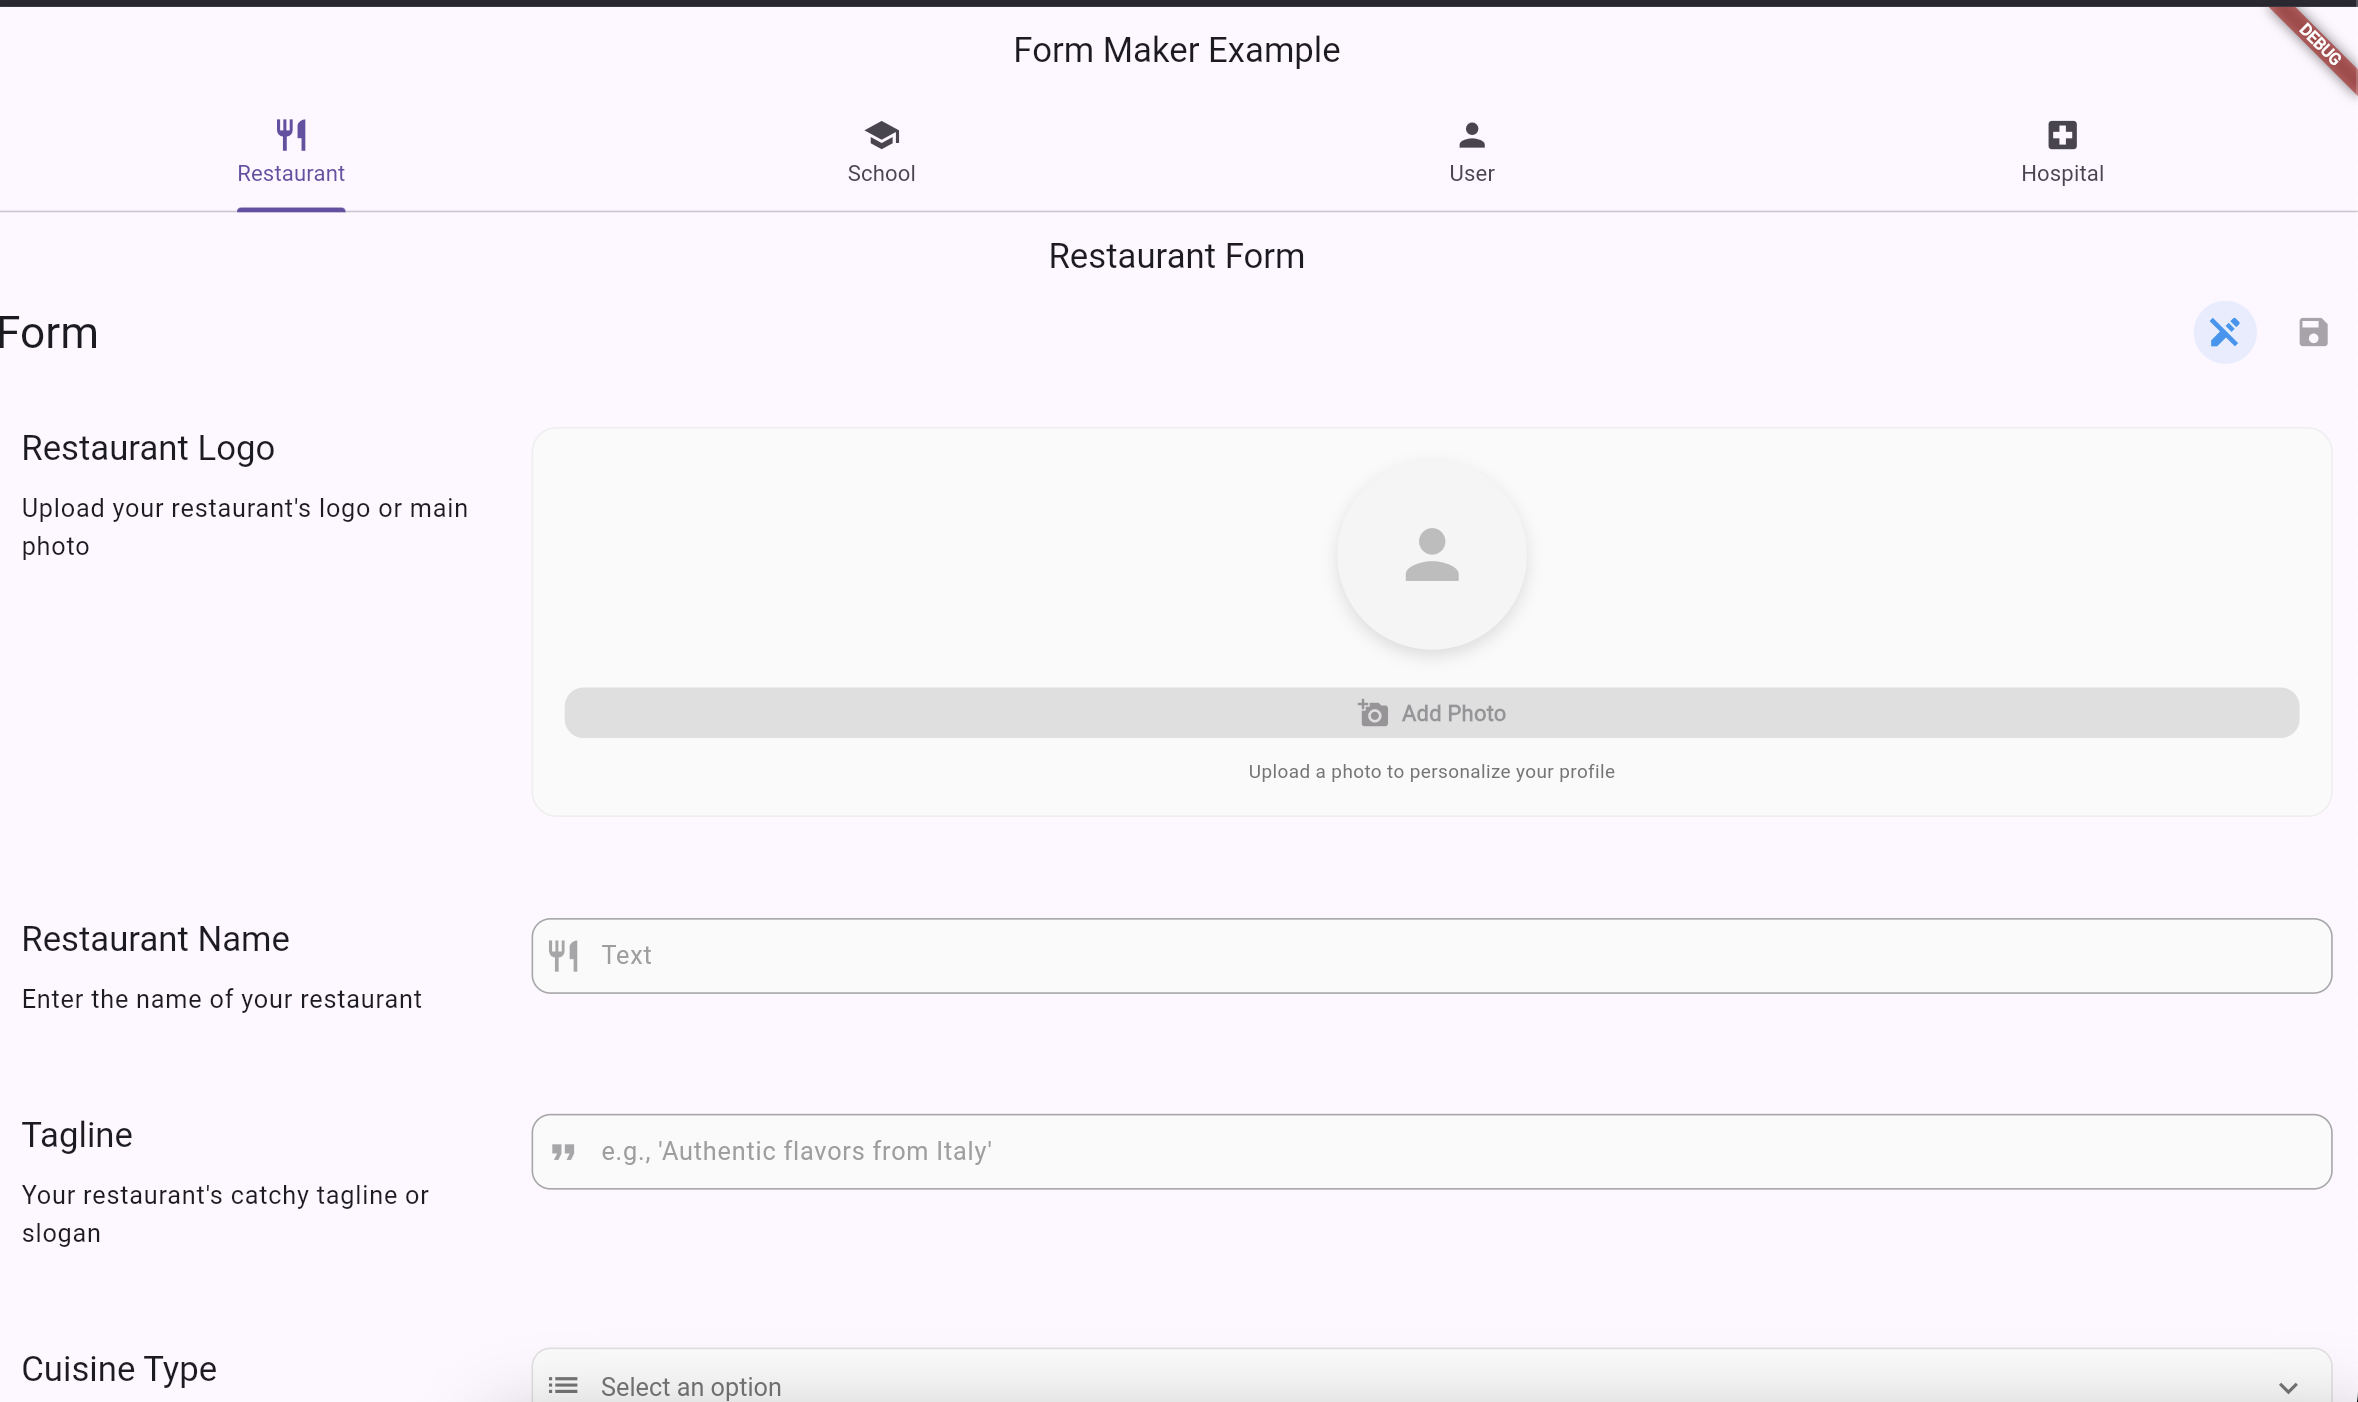 Form Maker Example
DEBUG
Restaurant
School
User
Hospital
Restaurant Form
Form
Restaurant Logo
Upload your restaurant's logo or main
photo
Add Photo
Upload a photo to personalize your profile
Restaurant Name
Enter the name of your restaurant
Text
Tagline
Your restaurant's catchy tagline or
slogan
e.g., 'Authentic flavors from Italy'
Cuisine Type
Select an option